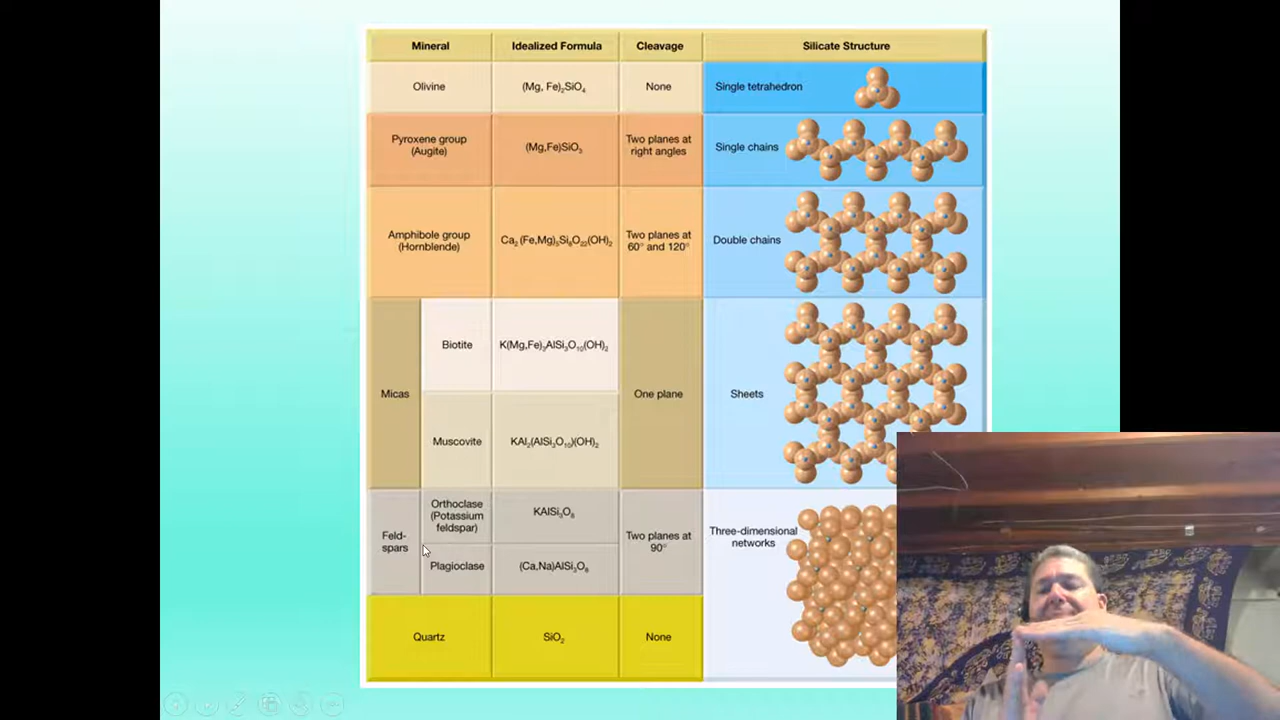 Mineral
Idealized Formula
Cleavage
Silicate Structure
Olivine
(Mg, Fe)₂SiO₄
None
Single tetrahedron
Pyroxene group
(Augite)
(Mg,Fe)SiO₃
Two planes at
right angles
Single chains
Amphibole group
(Hornblende)
Ca₂ (Fe,Mg)₅Si₈O₂₂(OH)₂
Two planes at
60° and 120°
Double chains
Micas
Biotite
K(Mg,Fe)₃AlSi₃O₁₀(OH)₂
Muscovite
KAl₂(AlSi₃O₁₀)(OH)₂
One plane
Sheets
Feld-
spars
Orthoclase
(Potassium
feldspar)
KAlSi₃O₈
Plagioclase
(Ca,Na)AlSi₃O₈
Two planes at
90°
Three-dimensional
networks
Quartz
SiO₂
None